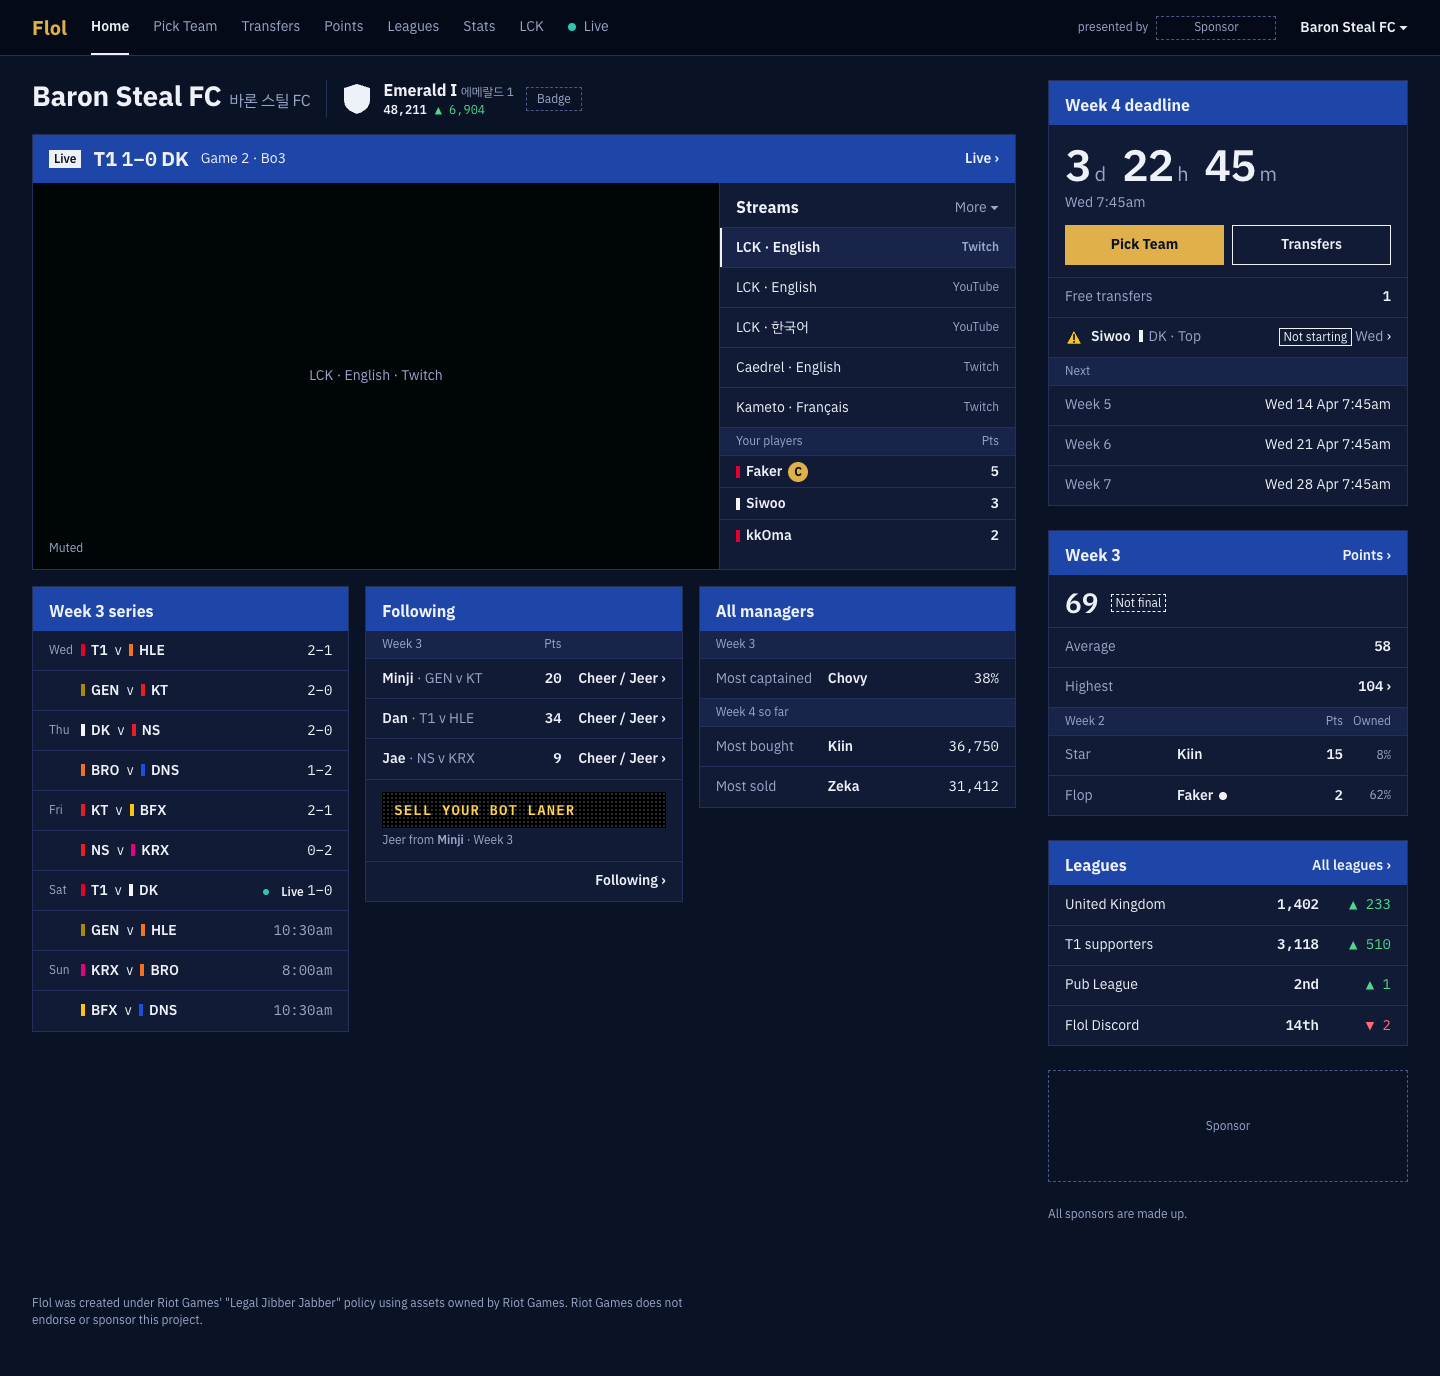 Flol Home Pick Team Transfers Points Leagues Stats LCK Live presented by Sponsor Baron Steal FC
Baron Steal FC 바론 스틸 FC
Emerald I 에메랄드 1
48,211 ▲ 6,904
Badge
Live T1 1–0 DK Game 2 · Bo3 Live ›
LCK · English · Twitch
Muted
Streams More
LCK · English Twitch
LCK · English YouTube
LCK · 한국어 YouTube
Caedrel · English Twitch
Kameto · Français Twitch
Your players Pts
Faker C 5
Siwoo 3
kkOma 2
Week 3 series
Wed T1 v HLE 2–1
GEN v KT 2–0
Thu DK v NS 2–0
BRO v DNS 1–2
Fri KT v BFX 2–1
NS v KRX 0–2
Sat T1 v DK Live 1–0
GEN v HLE 10:30am
Sun KRX v BRO 8:00am
BFX v DNS 10:30am
Following
Week 3 Pts
Minji · GEN v KT 20 Cheer / Jeer ›
Dan · T1 v HLE 34 Cheer / Jeer ›
Jae · NS v KRX 9 Cheer / Jeer ›
SELL YOUR BOT LANER
Jeer from Minji · Week 3
Following ›
All managers
Week 3
Most captained Chovy 38%
Week 4 so far
Most bought Kiin 36,750
Most sold Zeka 31,412
Week 4 deadline
3 d 22 h 45 m
Wed 7:45am
Pick Team Transfers
Free transfers 1
Siwoo DK · Top Not starting Wed ›
Next
Week 5 Wed 14 Apr 7:45am
Week 6 Wed 21 Apr 7:45am
Week 7 Wed 28 Apr 7:45am
Week 3 Points ›
69 Not final
Average 58
Highest 104 ›
Week 2 Pts Owned
Star Kiin 15 8%
Flop Faker 2 62%
Leagues All leagues ›
United Kingdom 1,402 ▲ 233
T1 supporters 3,118 ▲ 510
Pub League 2nd ▲ 1
Flol Discord 14th ▼ 2
Sponsor
All sponsors are made up.
Flol was created under Riot Games' "Legal Jibber Jabber" policy using assets owned by Riot Games. Riot Games does not
endorse or sponsor this project.